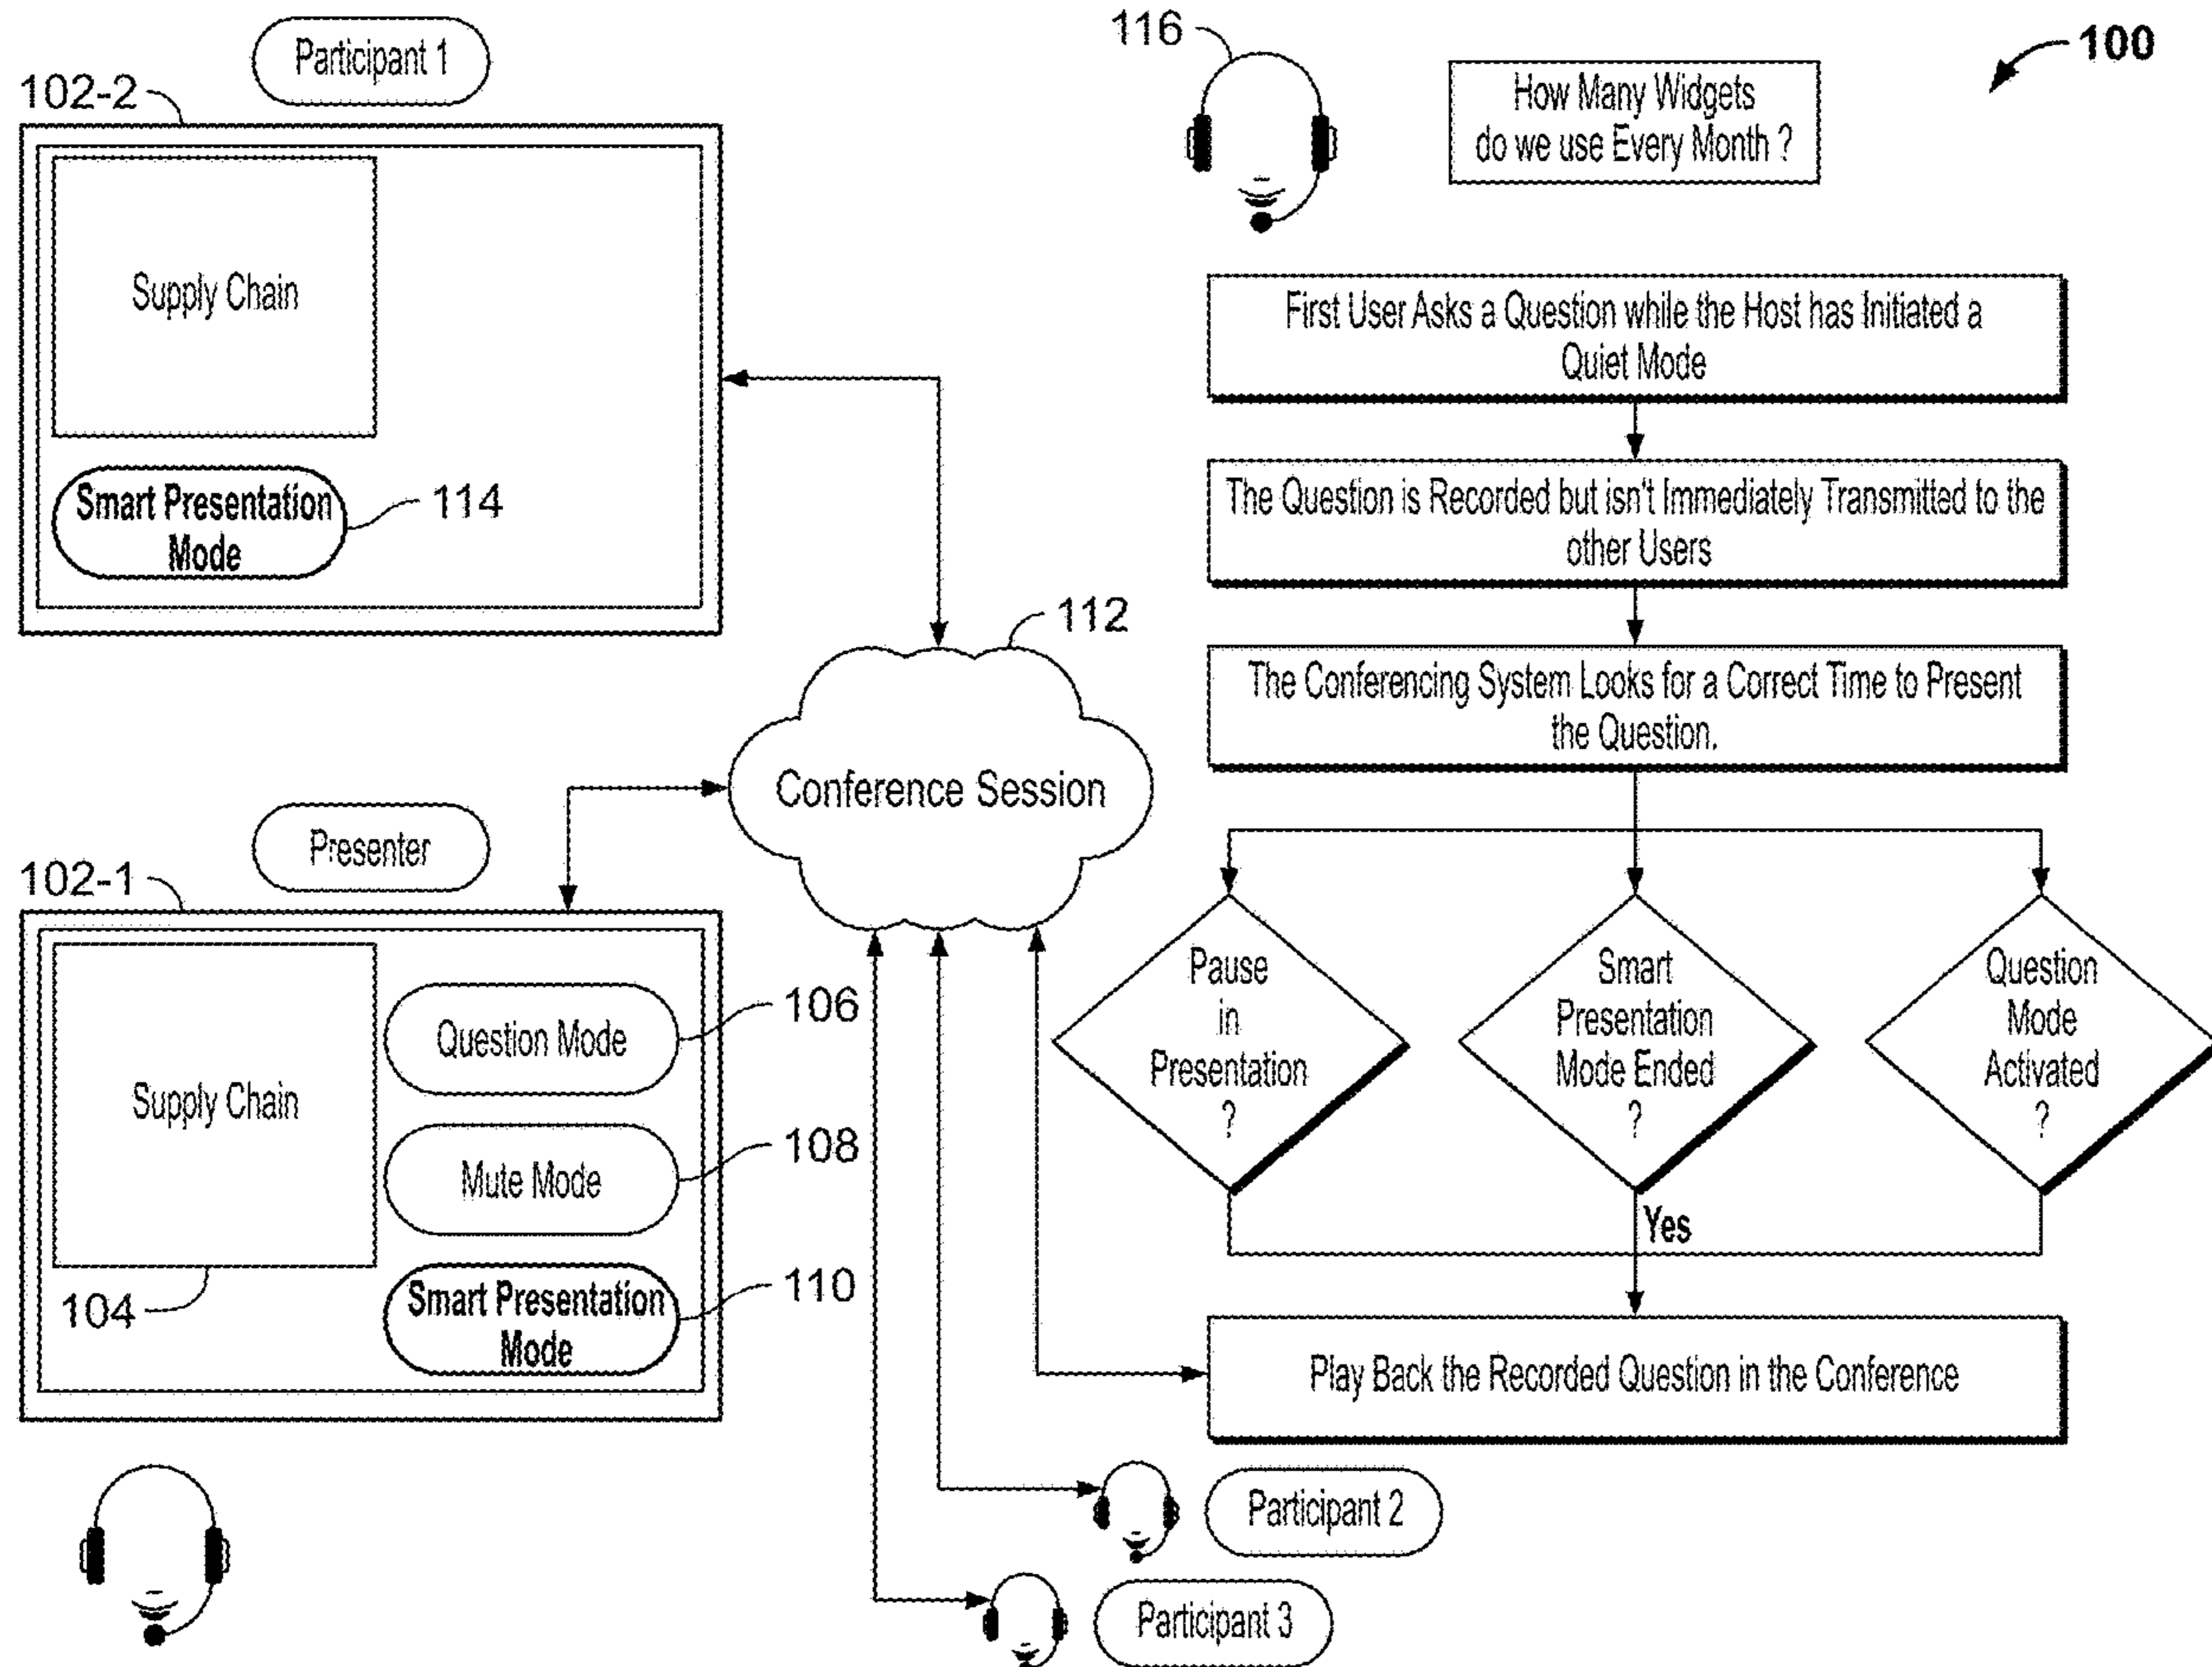 Participant 1
102-2
Supply Chain
Smart Presentation
Mode
114
116
How Many Widgets
do we use Every Month ?
100
First User Asks a Question while the Host has Initiated a
Quiet Mode
The Question is Recorded but isn't Immediately Transmitted to the
other Users
The Conferencing System Looks for a Correct Time to Present
the Question.
112
Conference Session
Presenter
102-1
Supply Chain
104
Question Mode
106
Mute Mode
108
Smart Presentation
Mode
110
Pause
in
Presentation
?
Smart
Presentation
Mode Ended
?
Question
Mode
Activated
?
Yes
Play Back the Recorded Question in the Conference
Participant 2
Participant 3